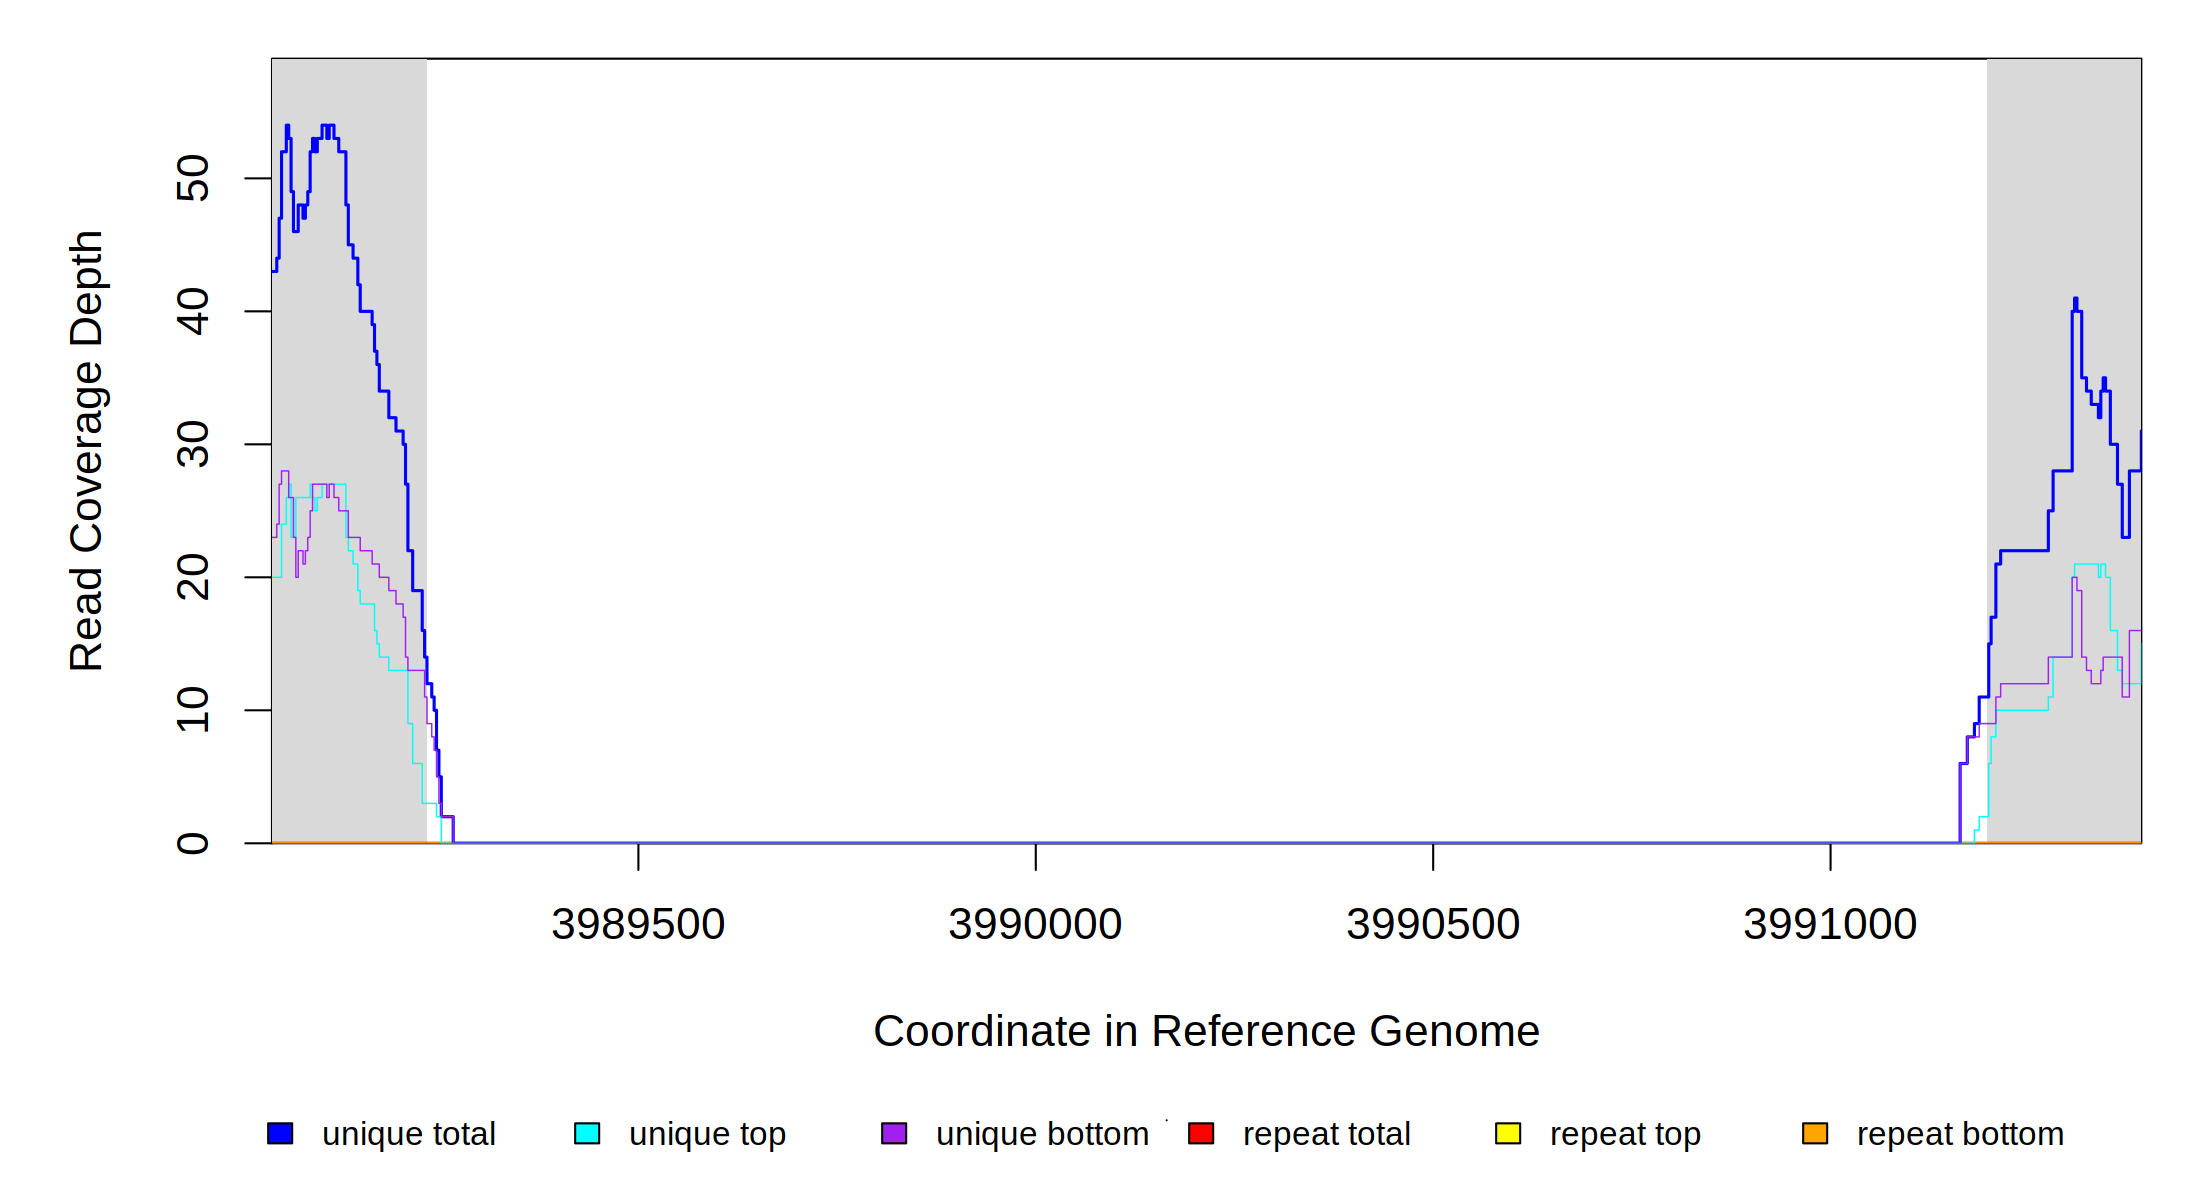 50
40
30
20
10
0
Read Coverage Depth
3989500 3990000 3990500 3991000
Coordinate in Reference Genome
unique total unique top unique bottom repeat total repeat top repeat bottom